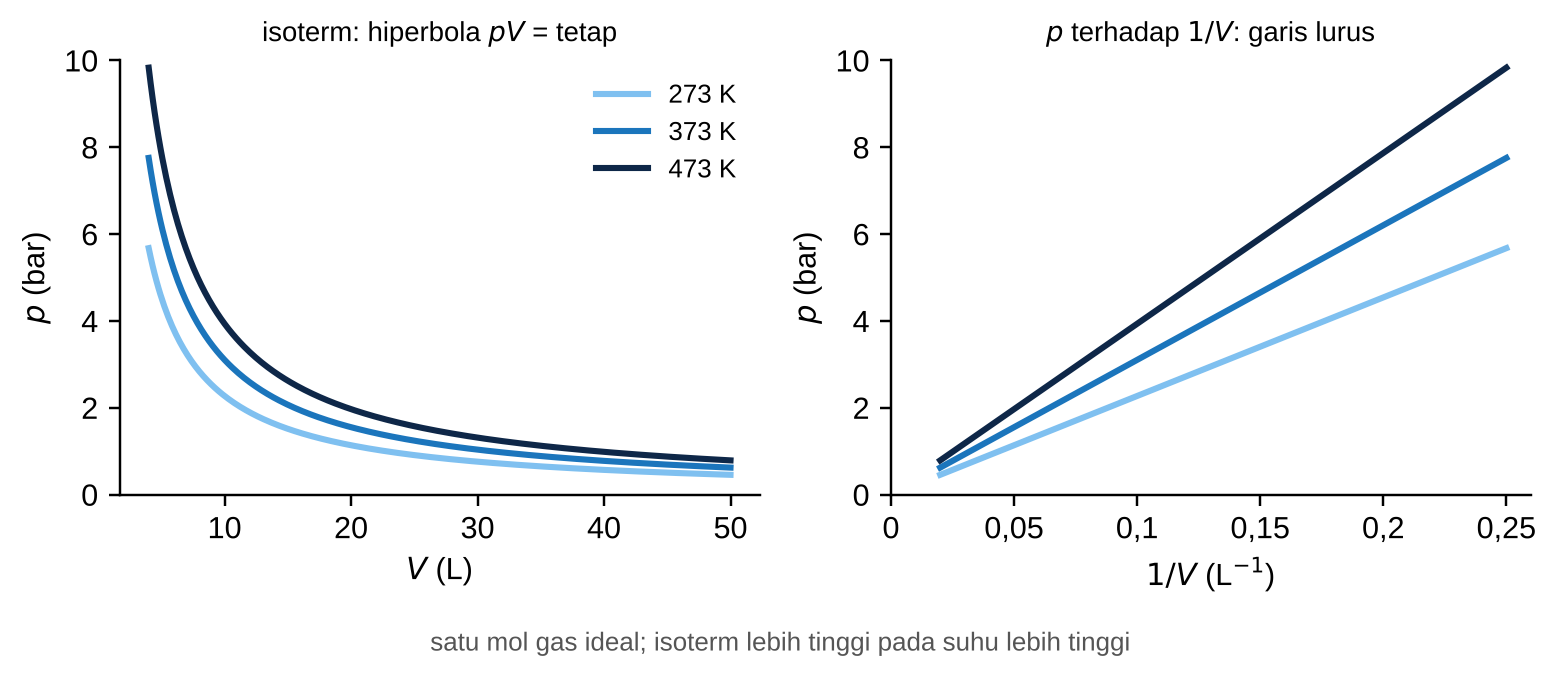 isoterm: hiperbola pV = tetap
10
8
6
4
2
0
p (bar)
273 K
373 K
473 K
10
20
30
40
50
V (L)
p terhadap 1/V: garis lurus
10
8
6
4
2
0
p (bar)
0
0,05
0,1
0,15
0,2
0,25
1/V (L⁻¹)
satu mol gas ideal; isoterm lebih tinggi pada suhu lebih tinggi